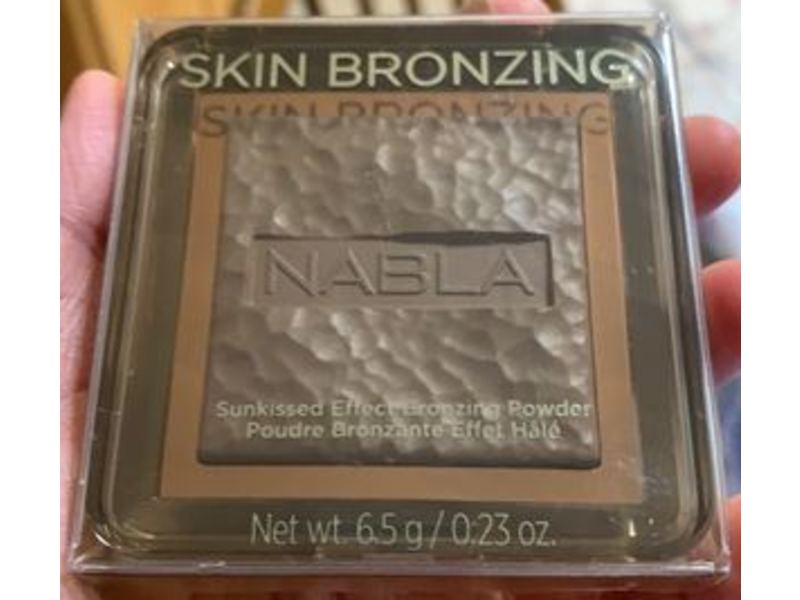 SKIN BRONZING
SKIN BRONZING
NABLA
Sunkissed Effect Bronzing Powder
Poudre Bronzante Effet Hâlé
Net wt. 6.5 g / 0.23 oz.